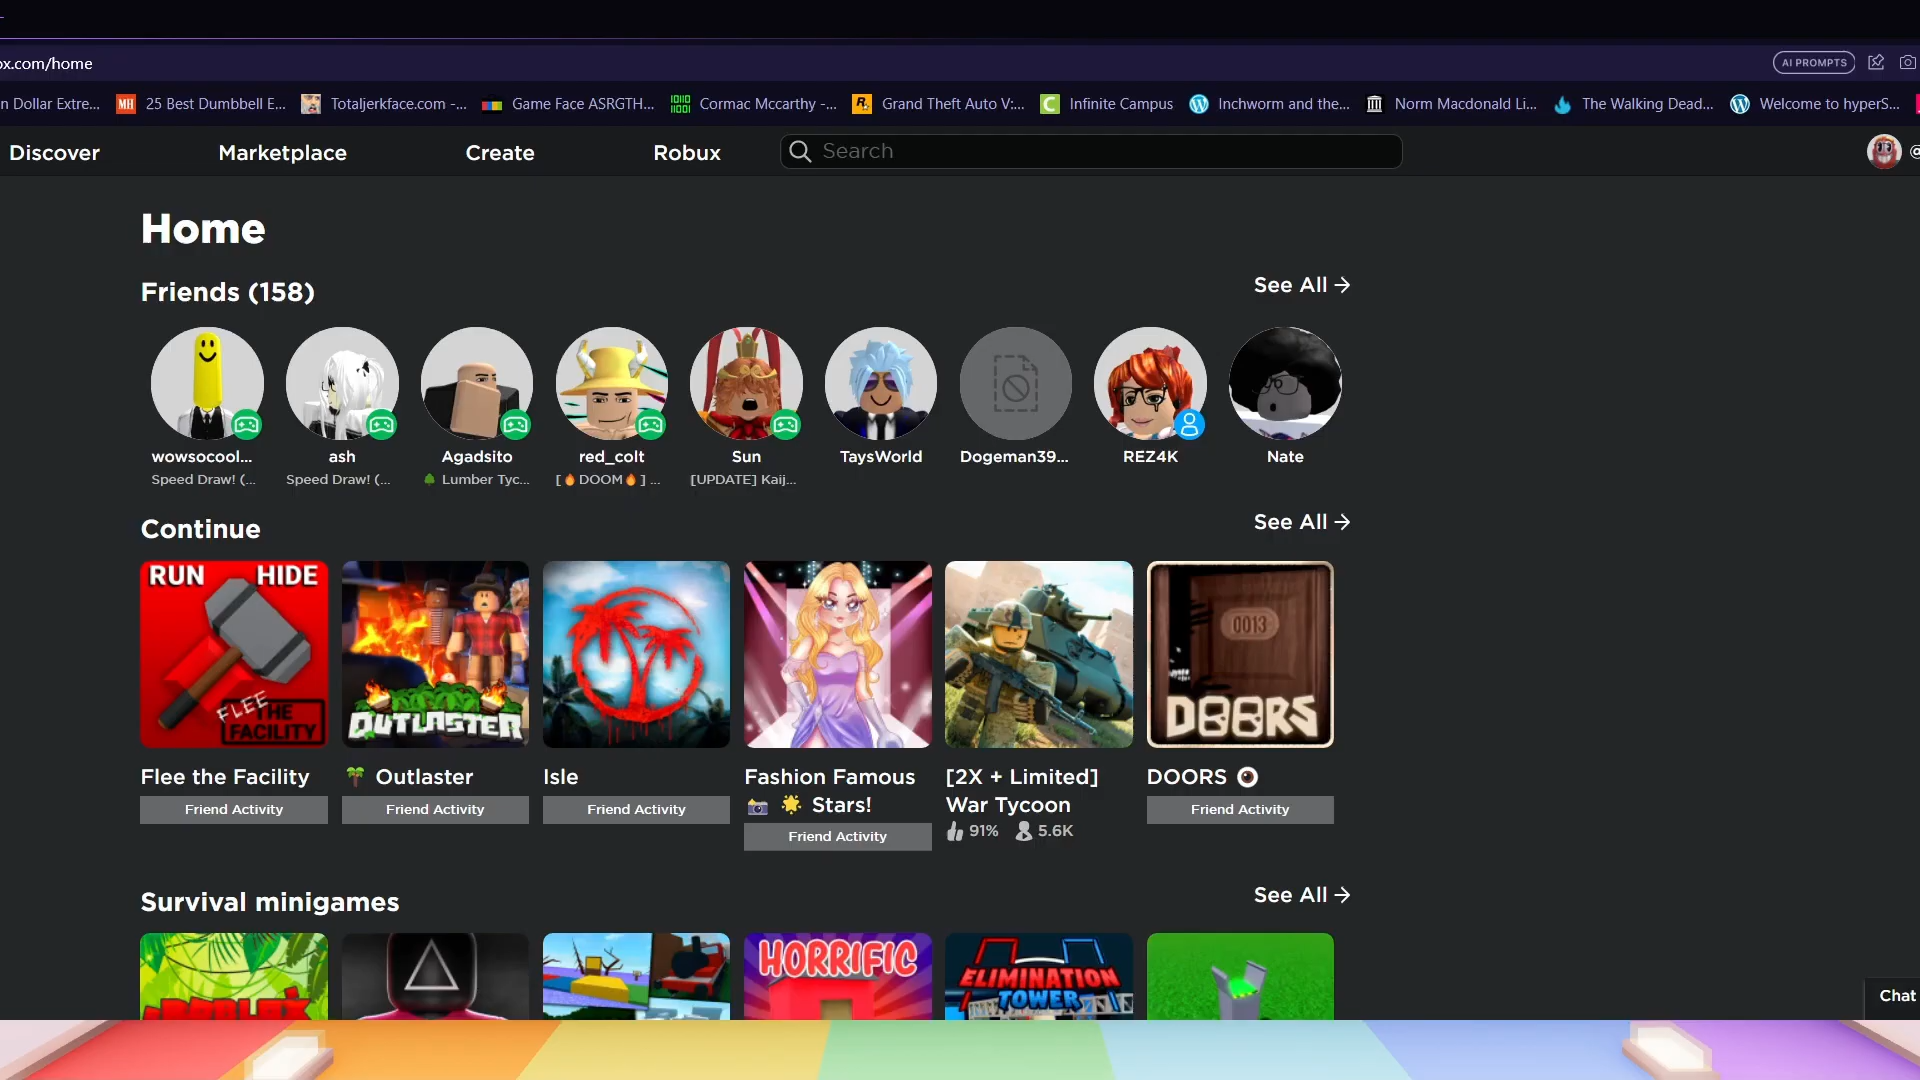 ox.com/home
AI PROMPTS
n Dollar Extre...
25 Best Dumbbell E...
Totaljerkface.com -...
Game Face ASRGTH...
Cormac Mccarthy -...
Grand Theft Auto V:...
Infinite Campus
Inchworm and the...
Norm Macdonald Li...
The Walking Dead...
Welcome to hyperS...
Discover
Marketplace
Create
Robux
Search
@
Home
Friends (158)
See All →
wowsocool...
ash
Agadsito
red_colt
Sun
TaysWorld
Dogeman39...
REZ4K
Nate
Speed Draw! (...
Speed Draw! (...
🌲 Lumber Tyc...
[🔥DOOM🔥] ...
[UPDATE] Kaij...
Continue
See All →
RUN HIDE
FLEE THE FACILITY
OUTLASTER
0013
DOORS
Flee the Facility
🌴 Outlaster
Isle
Fashion Famous
📸 🌟 Stars!
[2X + Limited]
War Tycoon
DOORS 👁
Friend Activity
Friend Activity
Friend Activity
Friend Activity
91% 5.6K
Friend Activity
Survival minigames
See All →
ROBLOX
HORRIFIC
ELIMINATION
TOWER
Chat